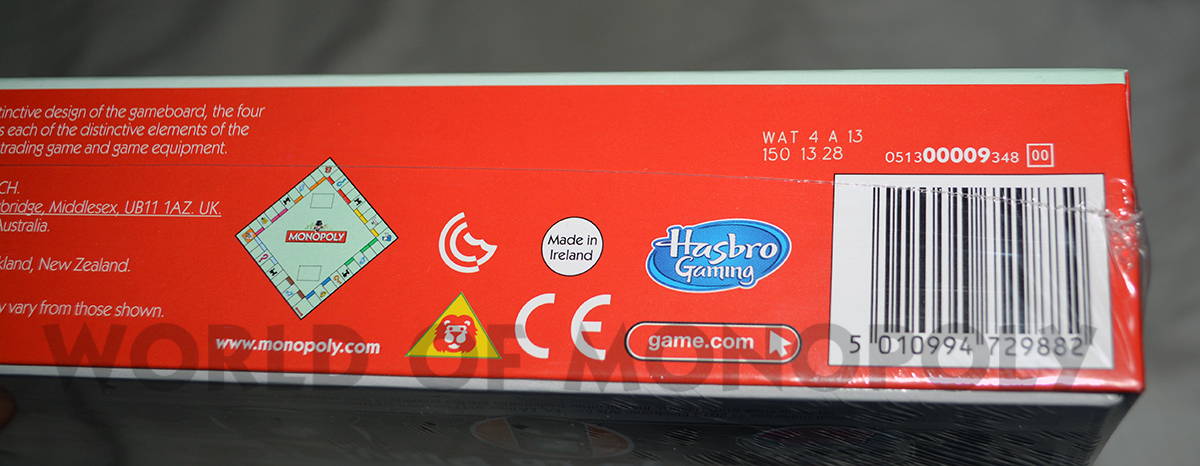 tinctive design of the gameboard, the four
s each of the distinctive elements of the
trading game and game equipment.
CH.
bridge, Middlesex, UB11 1AZ. UK.
Australia.
kland, New Zealand.
y vary from those shown.
MONOPOLY
www.monopoly.com
Made in
Ireland
CE
Hasbro
Gaming
game.com
WAT 4 A 13
150 13 28
051300009348 00
5 010994 729882
WORLD OF MONOPOLY